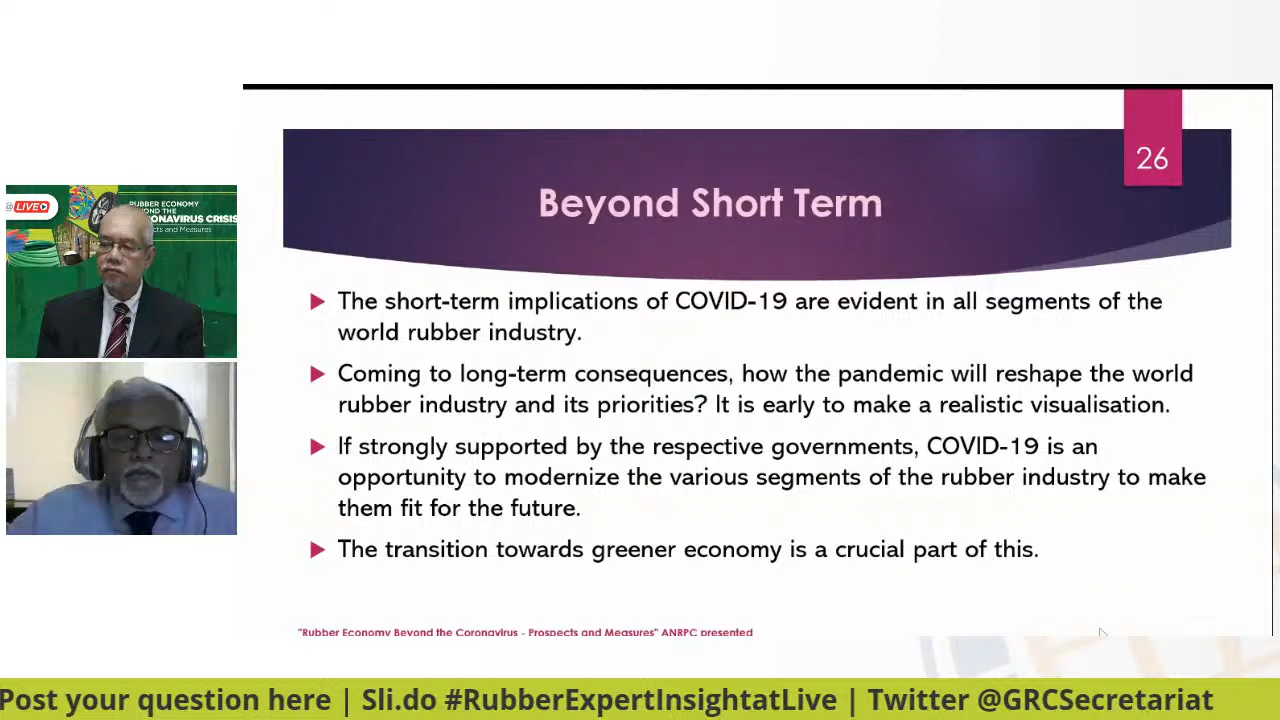 LIVE
RUBBER ECONOMY
BEYOND THE
CORONAVIRUS CRISIS
and Measures
26
Beyond Short Term
The short-term implications of COVID-19 are evident in all segments of the
world rubber industry.
Coming to long-term consequences, how the pandemic will reshape the world
rubber industry and its priorities? It is early to make a realistic visualisation.
If strongly supported by the respective governments, COVID-19 is an
opportunity to modernize the various segments of the rubber industry to make
them fit for the future.
The transition towards greener economy is a crucial part of this.
"Rubber Economy Beyond the Coronavirus - Prospects and Measures" ANRPC presented
Post your question here | Sli.do #RubberExpertInsightatLive | Twitter @GRCSecretariat